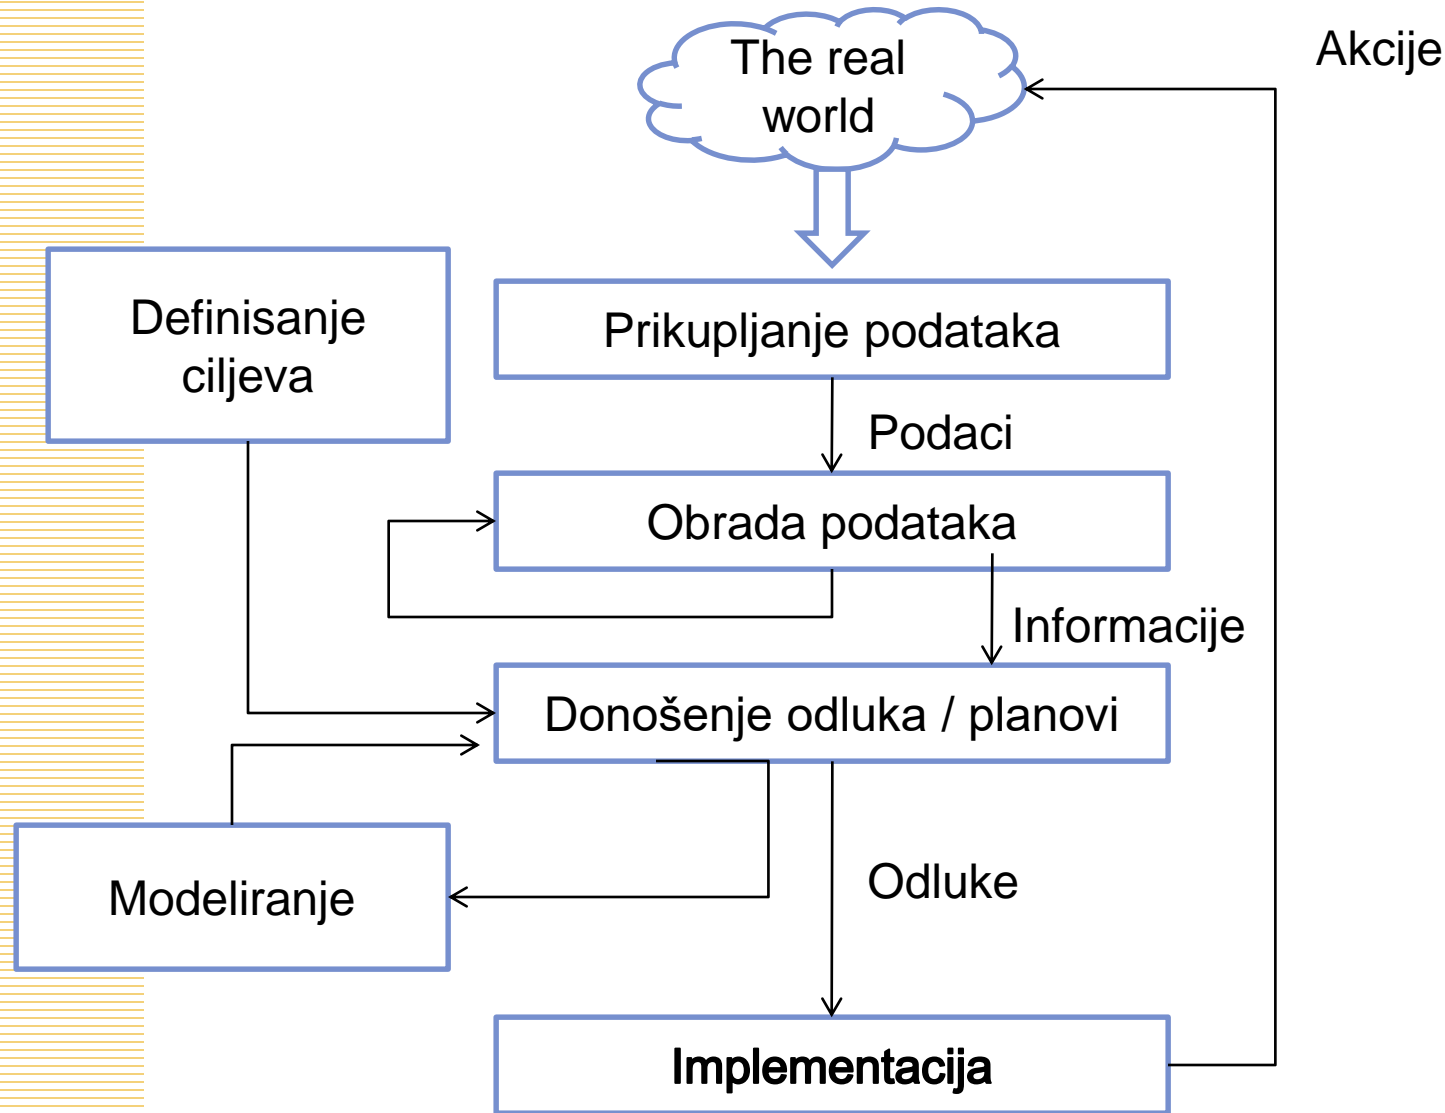 The real
world
Akcije
Definisanje
ciljeva
Prikupljanje podataka
Podaci
Obrada podataka
Informacije
Donošenje odluka / planovi
Modeliranje
Odluke
Implementacija